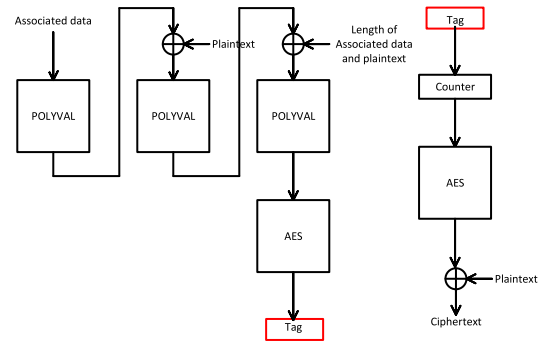 Associated data
Plaintext
Length of
Associated data
and plaintext
POLYVAL
POLYVAL
POLYVAL
AES
Tag
Tag
Counter
AES
Plaintext
Ciphertext